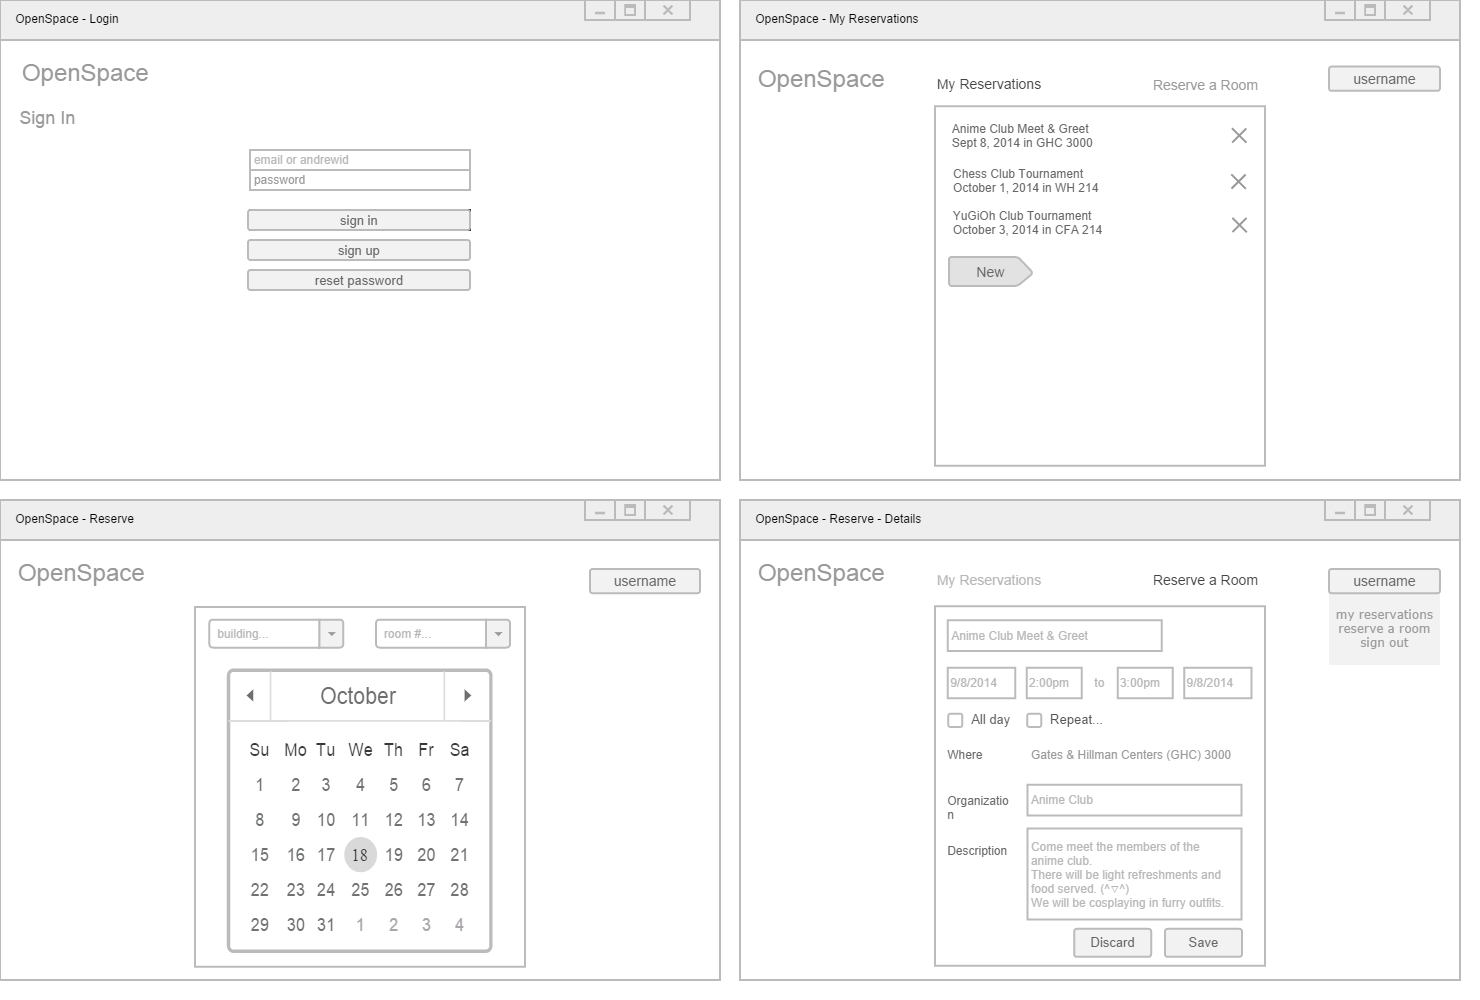 OpenSpace - Login
OpenSpace
Sign In
email or andrewid
password
sign in
sign up
reset password
OpenSpace - My Reservations
OpenSpace
My Reservations
Reserve a Room
username
Anime Club Meet & Greet
Sept 8, 2014 in GHC 3000
Chess Club Tournament
October 1, 2014 in WH 214
YuGiOh Club Tournament
October 3, 2014 in CFA 214
New
OpenSpace - Reserve
OpenSpace
username
building...
room #...
October
Su Mo Tu We Th Fr Sa
1 2 3 4 5 6 7
8 9 10 11 12 13 14
15 16 17 18 19 20 21
22 23 24 25 26 27 28
29 30 31 1 2 3 4
OpenSpace - Reserve - Details
OpenSpace
My Reservations
Reserve a Room
username
my reservations
reserve a room
sign out
Anime Club Meet & Greet
9/8/2014 2:00pm to 3:00pm 9/8/2014
All day Repeat...
Where Gates & Hillman Centers (GHC) 3000
Organizatio
n
Anime Club
Description
Come meet the members of the
anime club.
There will be light refreshments and
food served. (^▽^)
We will be cosplaying in furry outfits.
Discard
Save